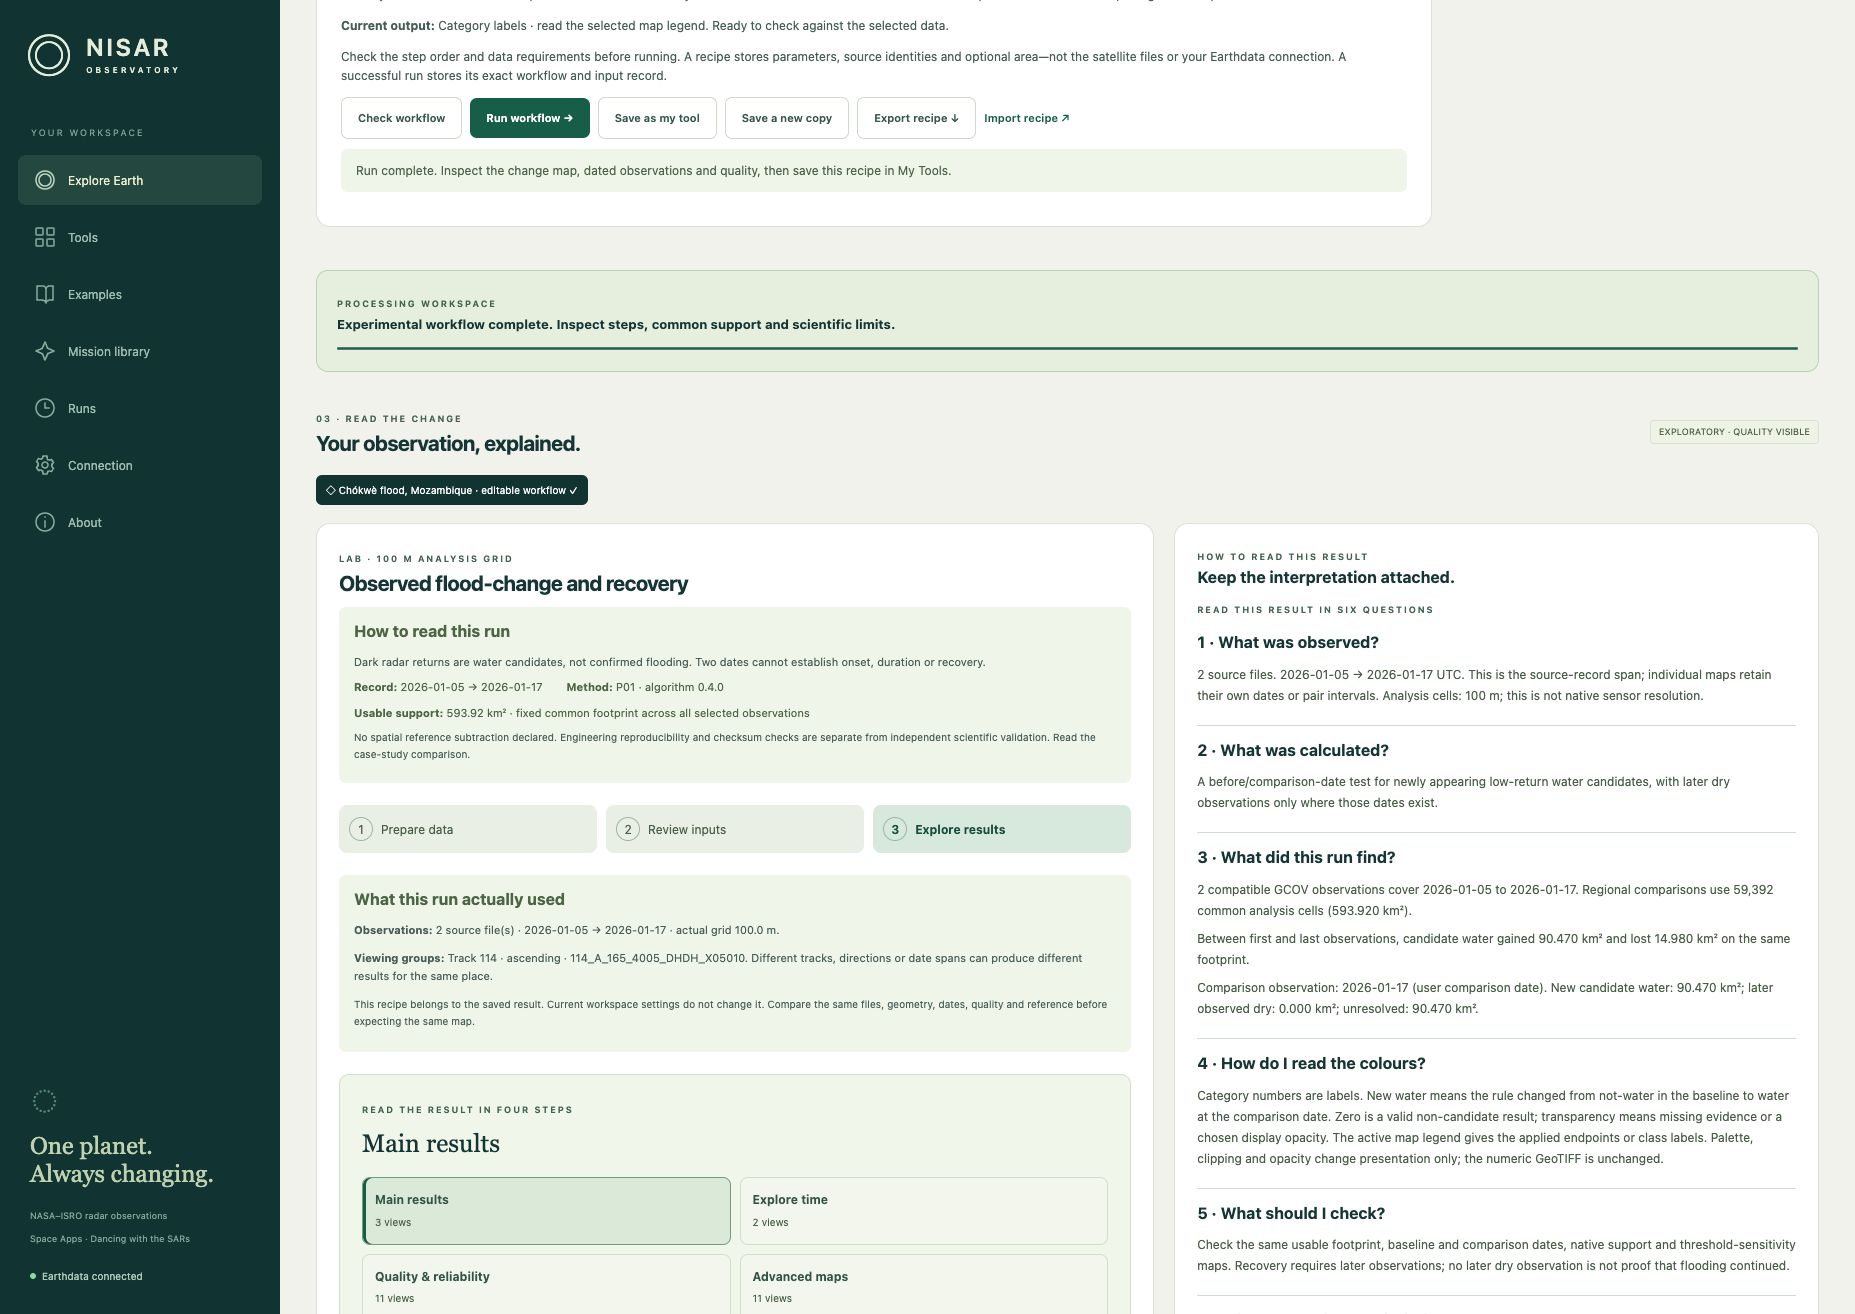 NISAR
OBSERVATORY
YOUR WORKSPACE
Explore Earth
Tools
Examples
Mission library
Runs
Connection
About
One planet.
Always changing.
NASA–ISRO radar observations
Space Apps · Dancing with the SARs
Earthdata connected
Current output: Category labels · read the selected map legend. Ready to check against the selected data.
Check the step order and data requirements before running. A recipe stores parameters, source identities and optional area—not the satellite files or your Earthdata connection. A
successful run stores its exact workflow and input record.
Check workflow
Run workflow →
Save as my tool
Save a new copy
Export recipe ↓
Import recipe ↗
Run complete. Inspect the change map, dated observations and quality, then save this recipe in My Tools.
PROCESSING WORKSPACE
Experimental workflow complete. Inspect steps, common support and scientific limits.
03 · READ THE CHANGE
Your observation, explained.
EXPLORATORY · QUALITY VISIBLE
◇ Chókwè flood, Mozambique · editable workflow ✓
LAB · 100 M ANALYSIS GRID
Observed flood-change and recovery
How to read this run
Dark radar returns are water candidates, not confirmed flooding. Two dates cannot establish onset, duration or recovery.
Record: 2026-01-05 → 2026-01-17 Method: P01 · algorithm 0.4.0
Usable support: 593.92 km² · fixed common footprint across all selected observations
No spatial reference subtraction declared. Engineering reproducibility and checksum checks are separate from independent scientific validation. Read the
case-study comparison.
1 Prepare data
2 Review inputs
3 Explore results
What this run actually used
Observations: 2 source file(s) · 2026-01-05 → 2026-01-17 · actual grid 100.0 m.
Viewing groups: Track 114 · ascending · 114_A_165_4005_DHDH_X05010. Different tracks, directions or date spans can produce different
results for the same place.
This recipe belongs to the saved result. Current workspace settings do not change it. Compare the same files, geometry, dates, quality and reference before
expecting the same map.
READ THE RESULT IN FOUR STEPS
Main results
Main results
3 views
Explore time
2 views
Quality & reliability
11 views
Advanced maps
11 views
HOW TO READ THIS RESULT
Keep the interpretation attached.
READ THIS RESULT IN SIX QUESTIONS
1 · What was observed?
2 source files. 2026-01-05 → 2026-01-17 UTC. This is the source-record span; individual maps retain
their own dates or pair intervals. Analysis cells: 100 m; this is not native sensor resolution.
2 · What was calculated?
A before/comparison-date test for newly appearing low-return water candidates, with later dry
observations only where those dates exist.
3 · What did this run find?
2 compatible GCOV observations cover 2026-01-05 to 2026-01-17. Regional comparisons use 59,392
common analysis cells (593.920 km²).
Between first and last observations, candidate water gained 90.470 km² and lost 14.980 km² on the same
footprint.
Comparison observation: 2026-01-17 (user comparison date). New candidate water: 90.470 km²; later
observed dry: 0.000 km²; unresolved: 90.470 km².
4 · How do I read the colours?
Category numbers are labels. New water means the rule changed from not-water in the baseline to water
at the comparison date. Zero is a valid non-candidate result; transparency means missing evidence or a
chosen display opacity. The active map legend gives the applied endpoints or class labels. Palette,
clipping and opacity change presentation only; the numeric GeoTIFF is unchanged.
5 · What should I check?
Check the same usable footprint, baseline and comparison dates, native support and threshold-sensitivity
maps. Recovery requires later observations; no later dry observation is not proof that flooding continued.